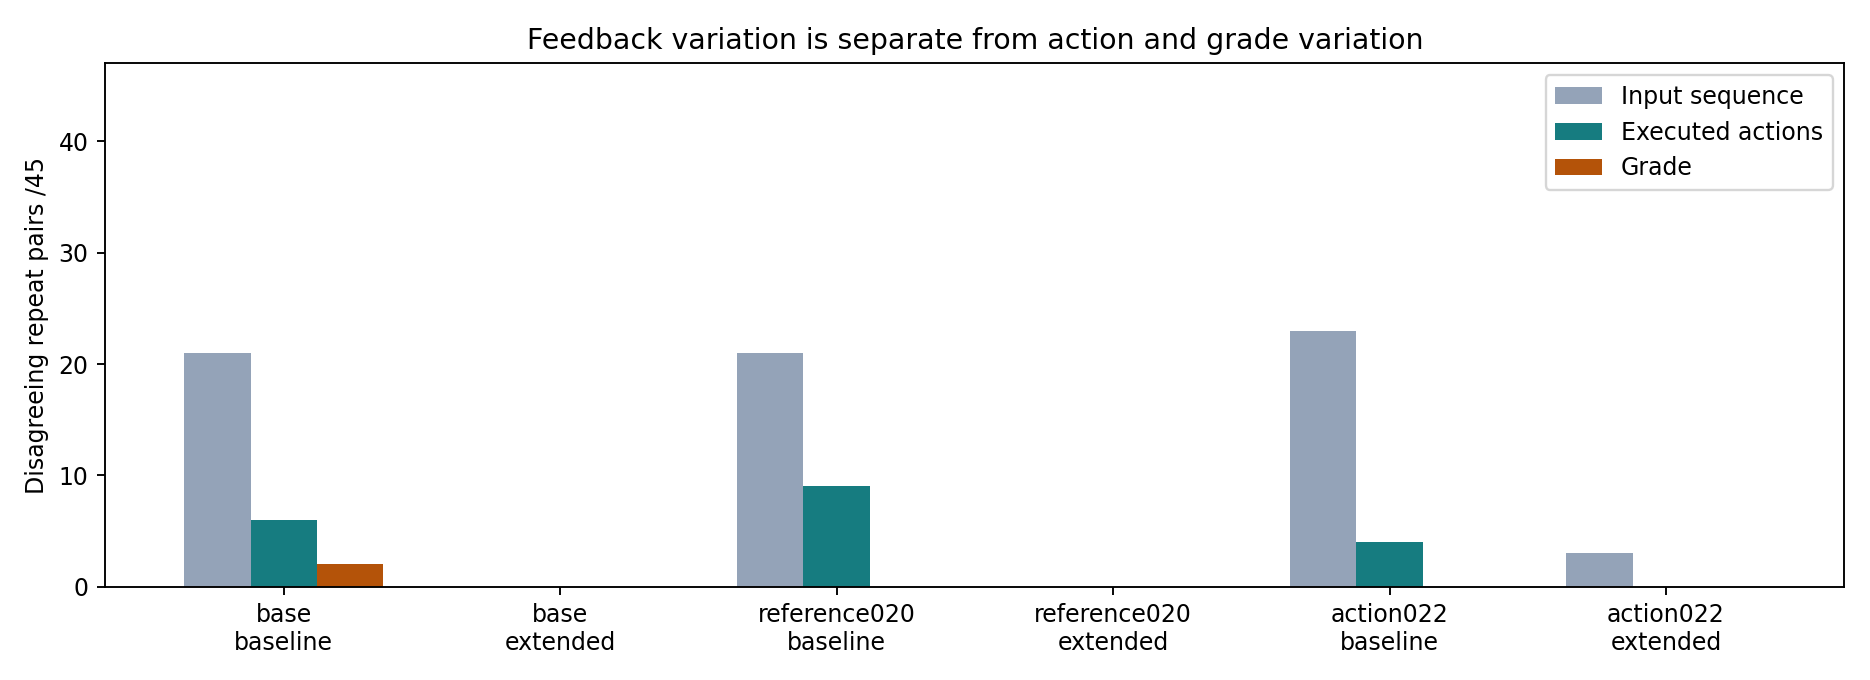 Feedback variation is separate from action and grade variation
Disagreeing repeat pairs /45
40
30
20
10
0
Input sequence
Executed actions
Grade
base
baseline
base
extended
reference020
baseline
reference020
extended
action022
baseline
action022
extended